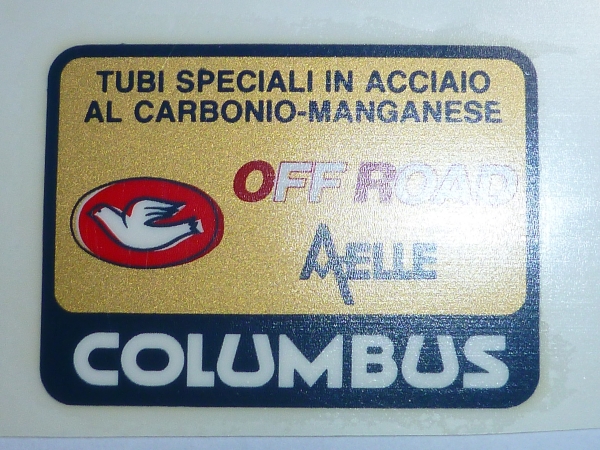 TUBI SPECIALI IN ACCIAIO
AL CARBONIO-MANGANESE
OFF ROAD
AELLE
COLUMBUS